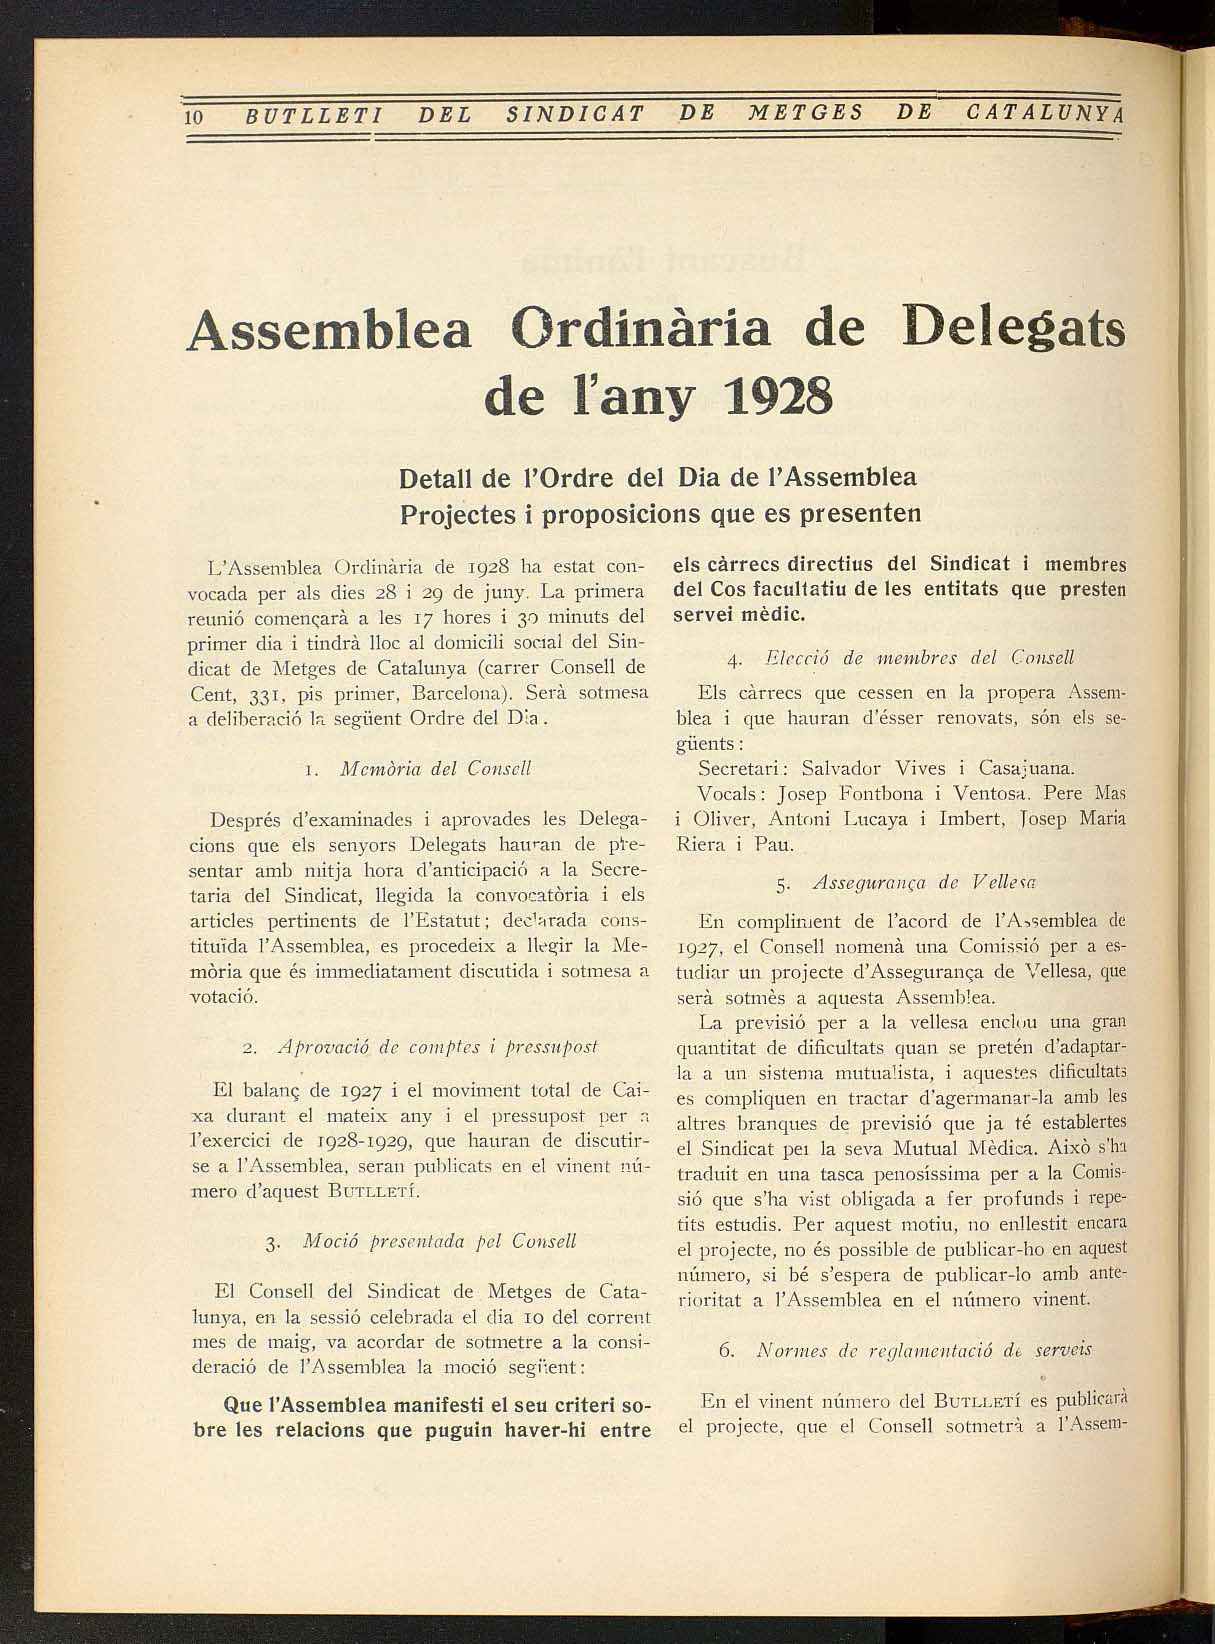 10 BUTLLETI DEL SINDICAT DE METGES DE CATALUNYA
Assemblea Ordinària de Delegats
de l'any 1928
Detall de l'Ordre del Dia de l'Assemblea
Projectes i proposicions que es presenten
L'Assemblea Ordinària de 1928 ha estat con-
vocada per als dies 28 i 29 de juny. La primera
reunió començarà a les 17 hores i 30 minuts del
primer dia i tindrà lloc al domicili social del Sin-
dicat de Metges de Catalunya (carrer Consell de
Cent, 331, pis primer, Barcelona). Serà sotmesa
a deliberació la següent Ordre del Dia.
1. Memòria del Consell
Després d'examinades i aprovades les Delega-
cions que els senyors Delegats hauran de pre-
sentar amb mitja hora d'anticipació a la Secre-
taria del Sindicat, llegida la convocatòria i els
articles pertinents de l'Estatut; declarada cons-
tituïda l'Assemblea, es procedeix a llegir la Me-
mòria que és immediatament discutida i sotmesa a
votació.
2. Aprovació de comptes i pressupost
El balanç de 1927 i el moviment total de Cai-
xa durant el mateix any i el pressupost per a
l'exercici de 1928-1929, que hauran de discutir-
se a l'Assemblea, seran publicats en el vinent nú-
mero d'aquest BUTLLETÍ.
3. Moció presentada pel Consell
El Consell del Sindicat de Metges de Cata-
lunya, en la sessió celebrada el dia 10 del corrent
mes de maig, va acordar de sotmetre a la consi-
deració de l'Assemblea la moció següent:
Que l'Assemblea manifesti el seu criteri so-
bre les relacions que puguin haver-hi entre
els càrrecs directius del Sindicat i membres
del Cos facultatiu de les entitats que presten
servei mèdic.
4. Elecció de membres del Consell
Els càrrecs que cessen en la propera Assem-
blea i que hauran d'ésser renovats, són els se-
güents:
Secretari: Salvador Vives i Casajuana.
Vocals: Josep Fontbona i Ventosa. Pere Mas
i Oliver, Antoni Lucaya i Imbert, Josep Maria
Riera i Pau.
5. Assegurança de Vellesa
En compliment de l'acord de l'Assemblea de
1927, el Consell nomenà una Comissió per a es-
tudiar un projecte d'Assegurança de Vellesa, que
serà sotmès a aquesta Assemblea.
La previsió per a la vellesa enclou una gran
quantitat de dificultats quan se pretén d'adaptar-
la a un sistema mutualista, i aquestes dificultats
es compliquen en tractar d'agermanar-la amb les
altres branques de previsió que ja té establertes
el Sindicat per la seva Mutual Mèdica. Això s'ha
traduit en una tasca penosíssima per a la Comis-
sió que s'ha vist obligada a fer profunds i repe-
tits estudis. Per aquest motiu, no enllestit encara
el projecte, no és possible de publicar-ho en aquest
número, si bé s'espera de publicar-lo amb ante-
rioritat a l'Assemblea en el número vinent.
6. Normes de reglamentació de serveis
En el vinent número del BUTLLETÍ es publicarà
el projecte, que el Consell sotmetrà a l'Assem-